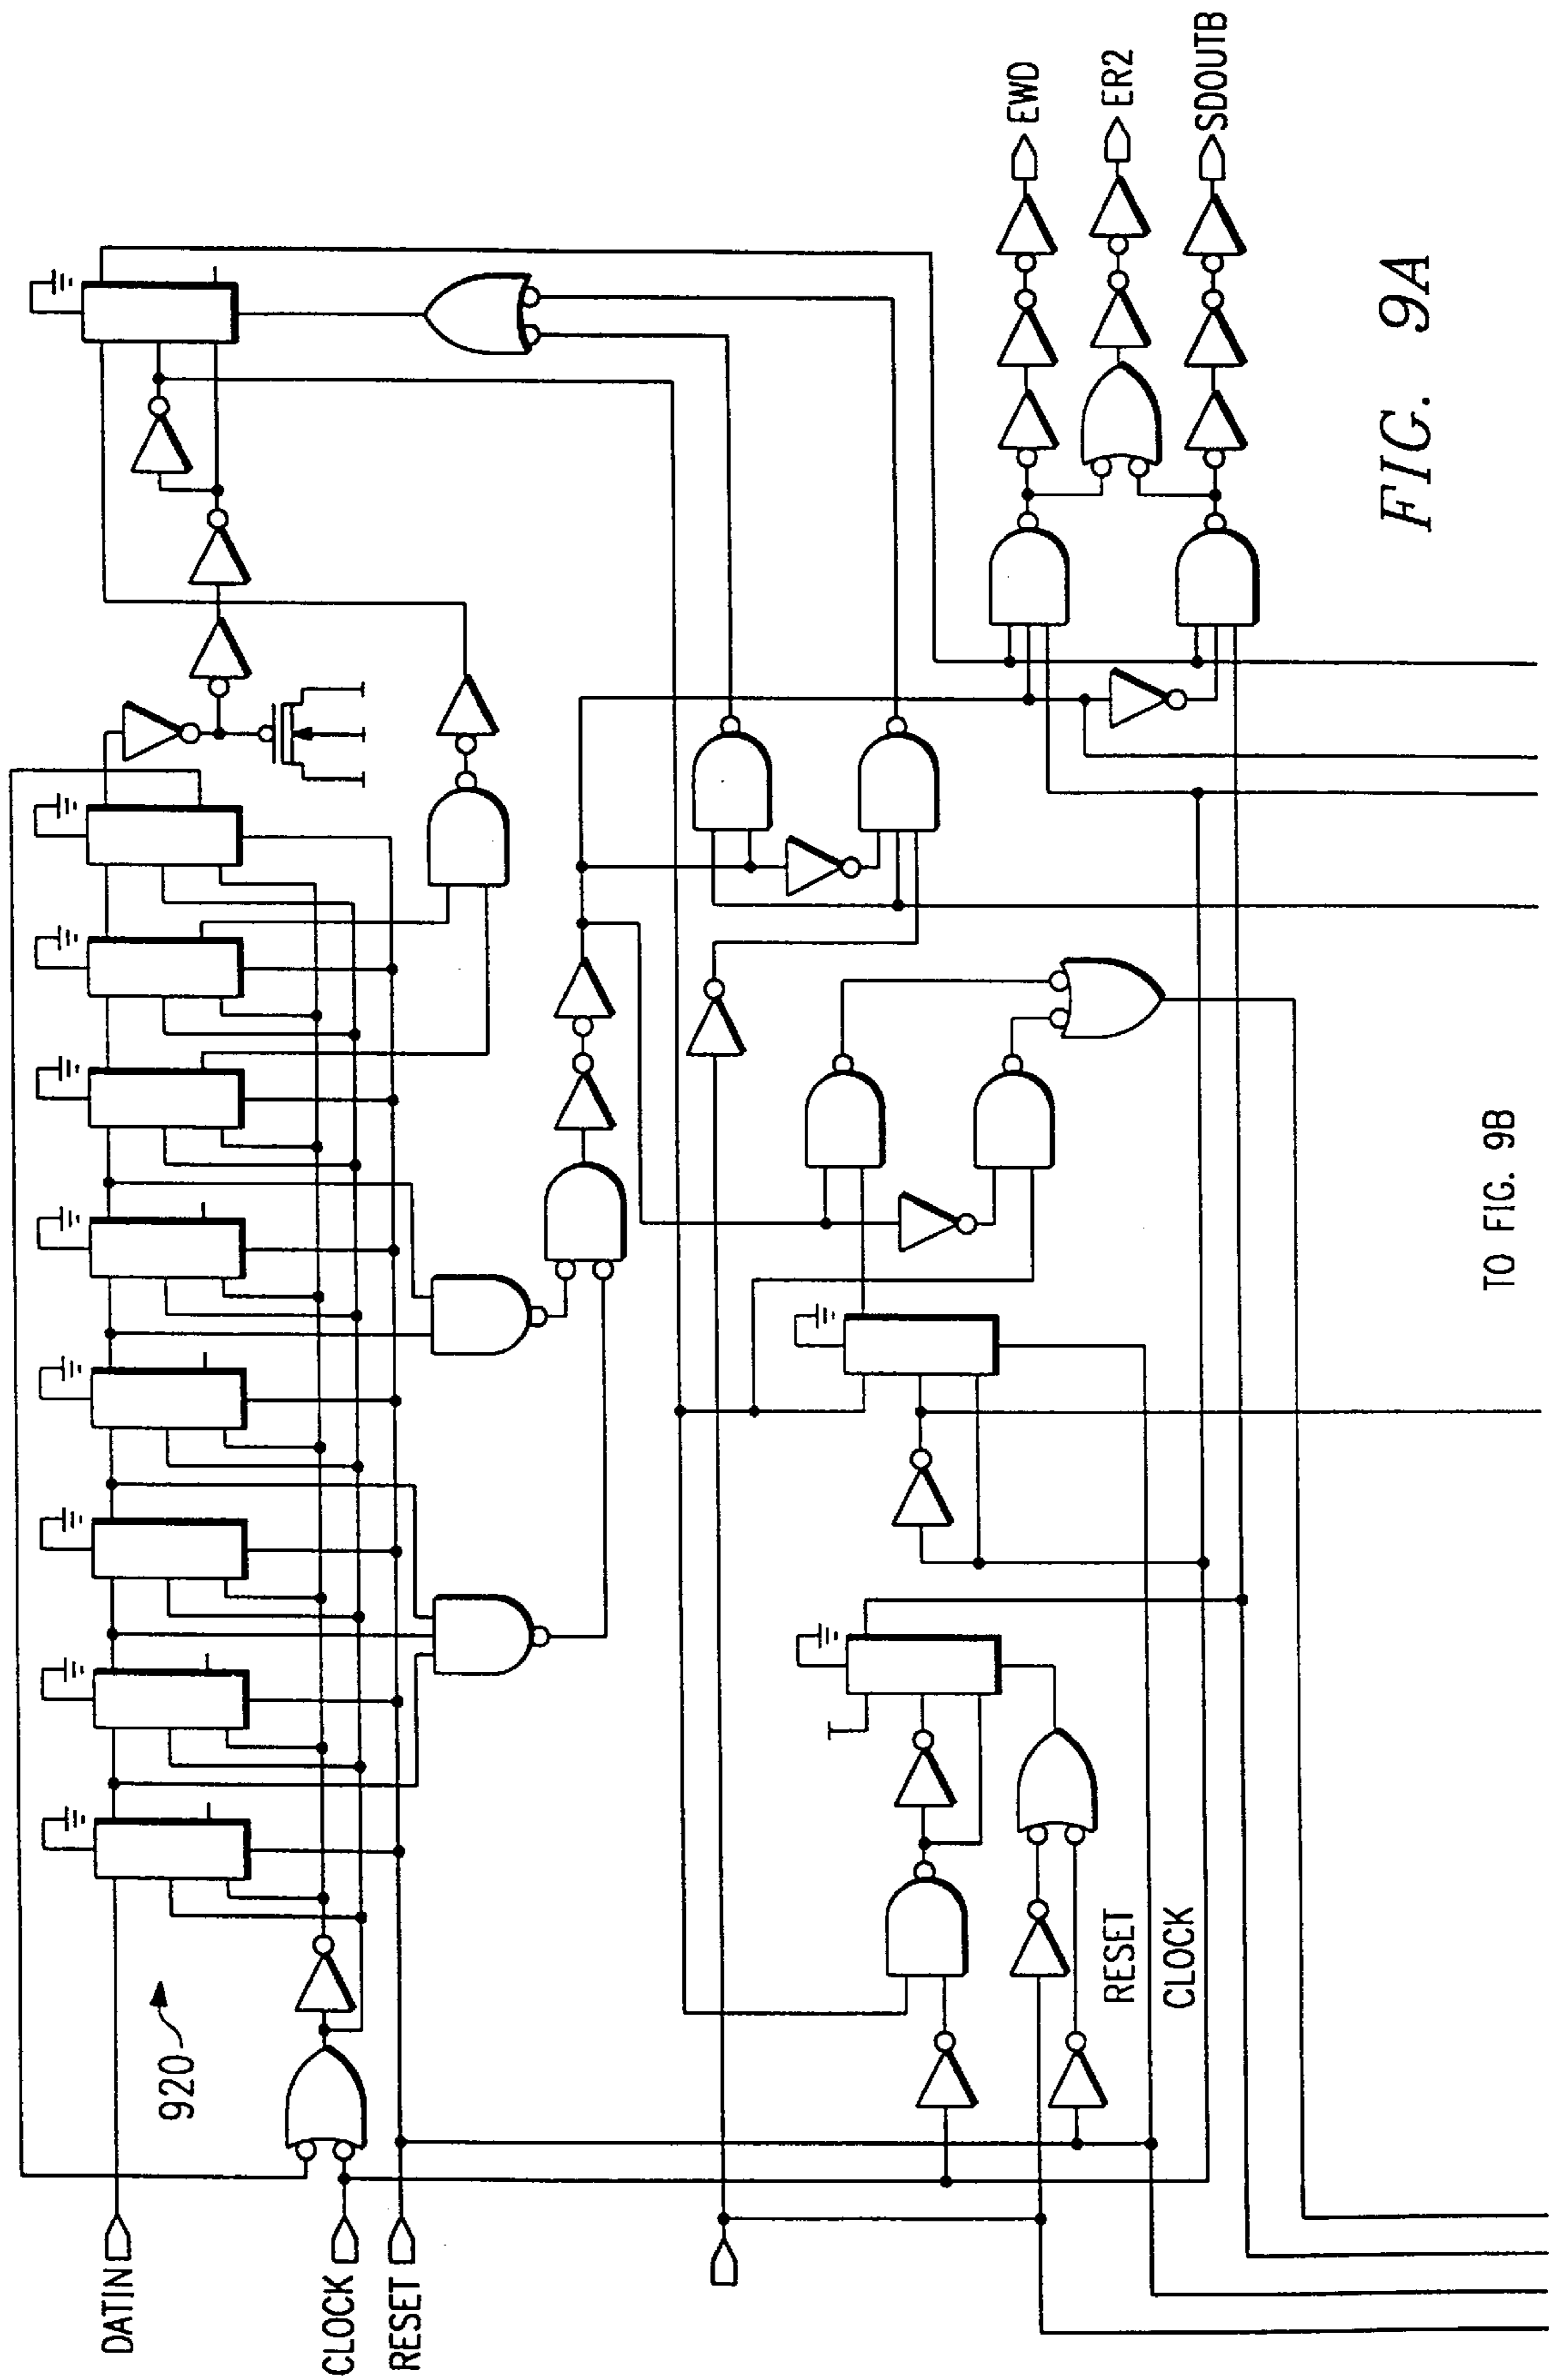 DATIN
CLOCK
RESET
920
RESET
CLOCK
EWD
ER2
SDOUTB
TO FIG. 9B
FIG. 9A